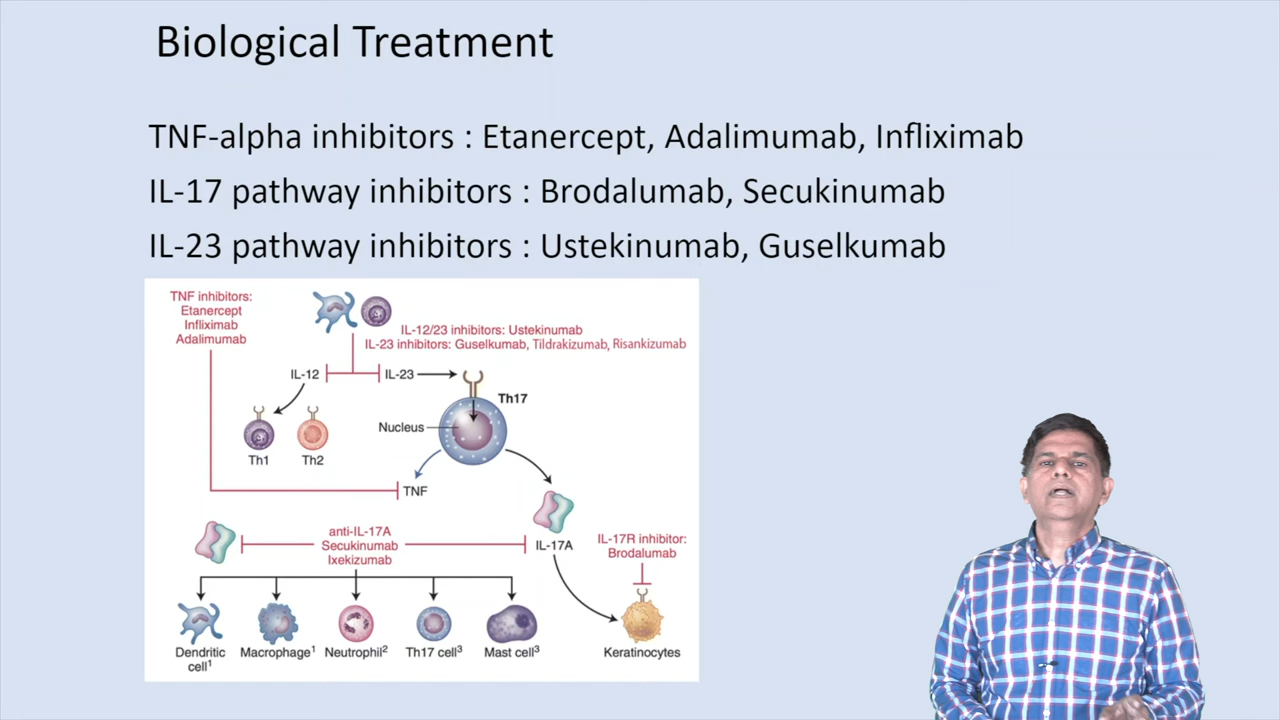 Biological Treatment
TNF-alpha inhibitors : Etanercept, Adalimumab, Infliximab
IL-17 pathway inhibitors : Brodalumab, Secukinumab
IL-23 pathway inhibitors : Ustekinumab, Guselkumab
TNF inhibitors:
Etanercept
Infliximab
Adalimumab
IL-12/23 inhibitors: Ustekinumab
IL-23 inhibitors: Guselkumab, Tildrakizumab, Risankizumab
IL-12
IL-23
Th17
Nucleus
Th1
Th2
TNF
anti-IL-17A
Secukinumab
Ixekizumab
IL-17A
IL-17R inhibitor:
Brodalumab
Dendritic
cell¹
Macrophage¹
Neutrophil²
Th17 cell³
Mast cell³
Keratinocytes